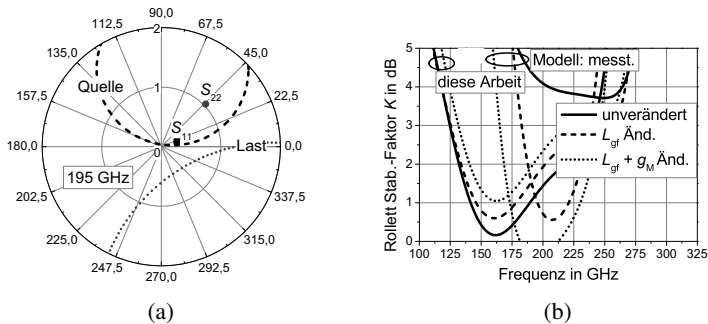 90,0
112,5
67,5
135,0
45,0
157,5
22,5
180,0
0,0
202,5
337,5
225,0
315,0
247,5
292,5
270,0
2
1
0
Quelle
S22
S11
Last
195 GHz
(a)
Rollett Stab.-Faktor K in dB
5
4
3
2
1
0
100 125 150 175 200 225 250 275 300 325
Frequenz in GHz
Modell: messt.
diese Arbeit
unverändert
Lgf Änd.
Lgf + gM Änd.
(b)